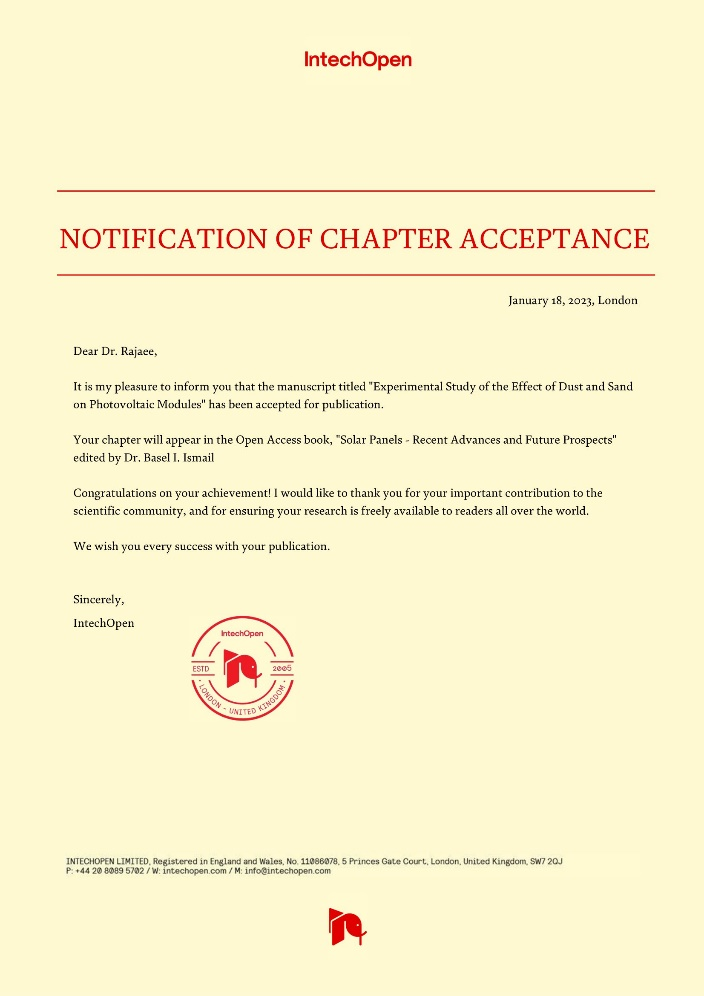 IntechOpen
NOTIFICATION OF CHAPTER ACCEPTANCE
January 18, 2023, London
Dear Dr. Rajaee,
It is my pleasure to inform you that the manuscript titled "Experimental Study of the Effect of Dust and Sand
on Photovoltaic Modules" has been accepted for publication.
Your chapter will appear in the Open Access book, "Solar Panels - Recent Advances and Future Prospects"
edited by Dr. Basel I. Ismail
Congratulations on your achievement! I would like to thank you for your important contribution to the
scientific community, and for ensuring your research is freely available to readers all over the world.
We wish you every success with your publication.
Sincerely,
IntechOpen
IntechOpen
ESTD 2005
· LONDON - UNITED KINGDOM ·
INTECHOPEN LIMITED, Registered in England and Wales, No. 11086078, 5 Princes Gate Court, London, United Kingdom, SW7 2QJ
P: +44 20 8089 5702 / W: intechopen.com / M: info@intechopen.com